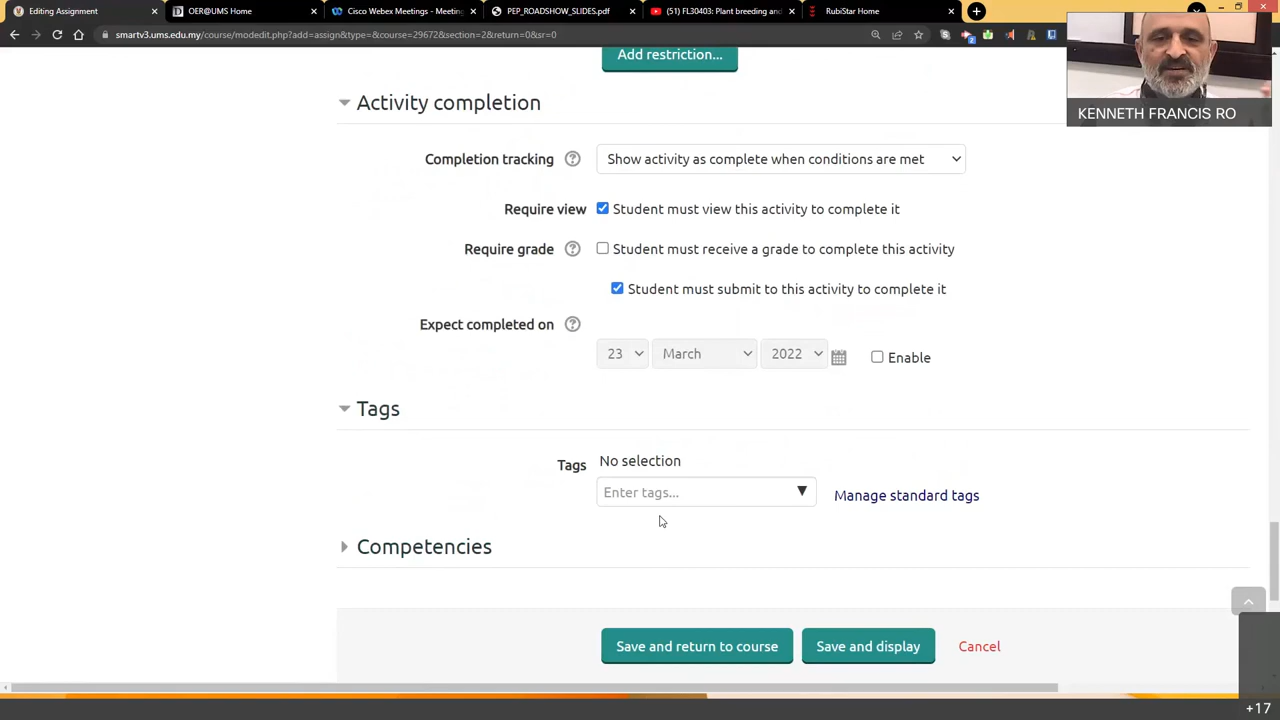 Editing Assignment
OER@UMS Home
Cisco Webex Meetings - Meeting
PEP_ROADSHOW_SLIDES.pdf
(51) FL30403: Plant breeding and
RubiStar Home
smartv3.ums.edu.my/course/modedit.php?add=assign&type=&course=29672&section=2&return=0&sr=0
KENNETH FRANCIS RO
Add restriction...
Activity completion
Completion tracking
Show activity as complete when conditions are met
Require view
Student must view this activity to complete it
Require grade
Student must receive a grade to complete this activity
Student must submit to this activity to complete it
Expect completed on
23 March 2022 Enable
Tags
Tags
No selection
Enter tags...
Manage standard tags
Competencies
Save and return to course
Save and display
Cancel
+17